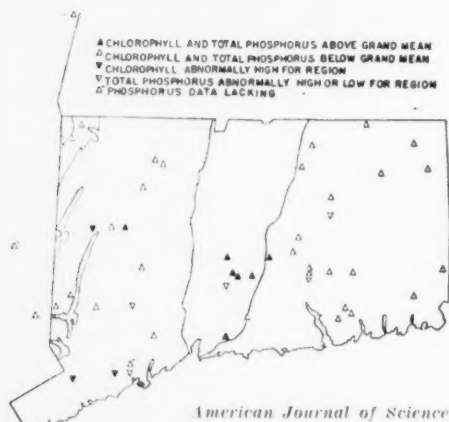 CHLOROPHYLL AND TOTAL PHOSPHORUS ABOVE GRAND MEAN
CHLOROPHYLL AND TOTAL PHOSPHORUS BELOW GRAND MEAN
CHLOROPHYLL ABNORMALLY HIGH FOR REGION
TOTAL PHOSPHORUS ABNORMALLY HIGH OR LOW FOR REGION
PHOSPHORUS DATA LACKING
American Journal of Science